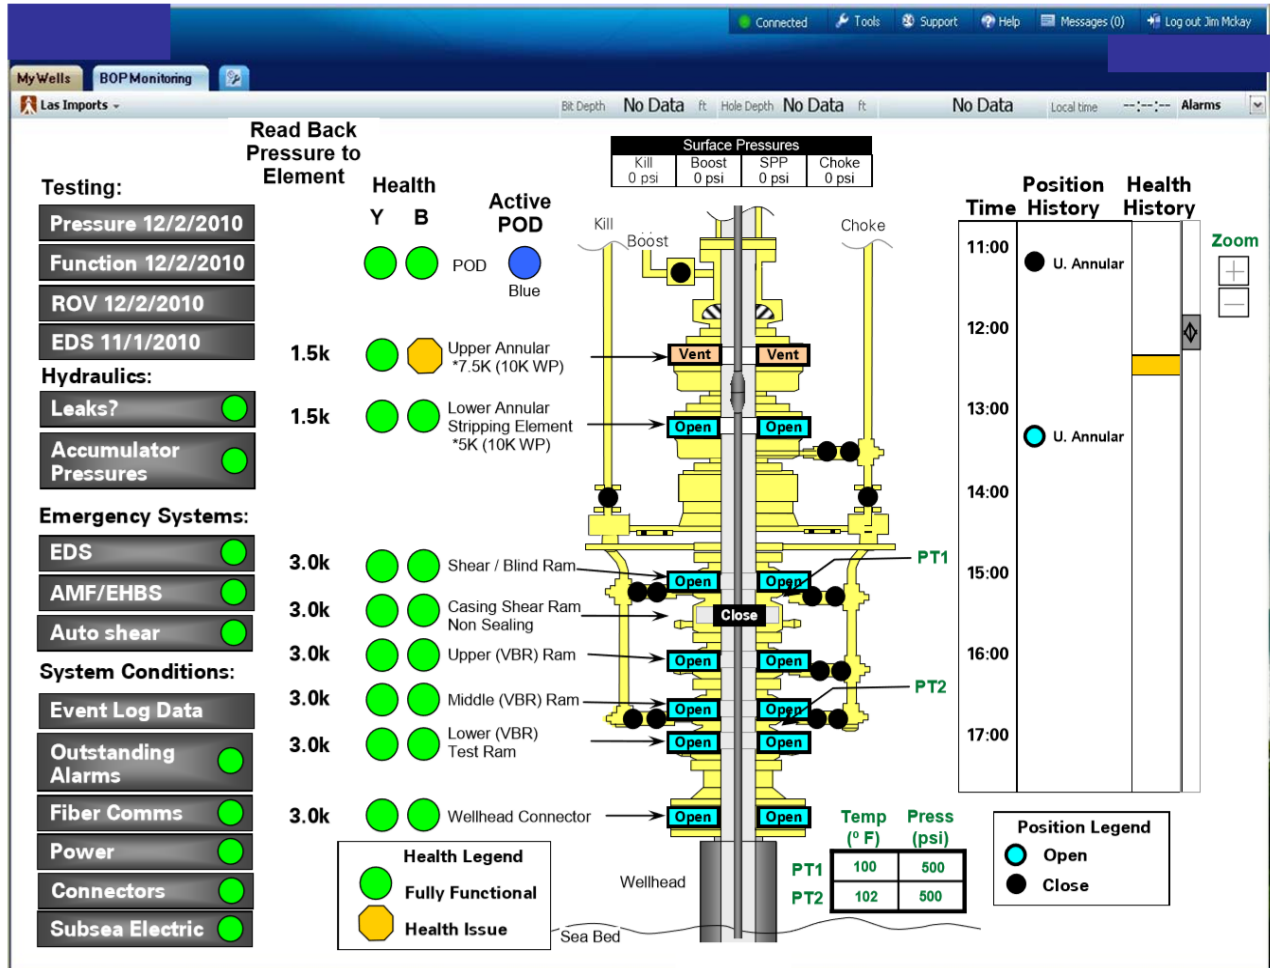 Connected Tools Support Help Messages (0) Log out Jim Mckay
My Wells BOP Monitoring
Las Imports Bit Depth No Data ft Hole Depth No Data ft No Data Local time --:--:-- Alarms
Read Back
Pressure to
Element
Surface Pressures
Kill Boost SPP Choke
0 psi 0 psi 0 psi 0 psi
Testing:
Pressure 12/2/2010
Function 12/2/2010
ROV 12/2/2010
EDS 11/1/2010
Hydraulics:
Leaks?
Accumulator
Pressures
Emergency Systems:
EDS
AMF/EHBS
Auto shear
System Conditions:
Event Log Data
Outstanding
Alarms
Fiber Comms
Power
Connectors
Subsea Electric
Health
Y B
Active
POD
POD
Blue
1.5k Upper Annular
*7.5K (10K WP)
1.5k Lower Annular
Stripping Element
*5K (10K WP)
3.0k Shear / Blind Ram
3.0k Casing Shear Ram
Non Sealing
3.0k Upper (VBR) Ram
3.0k Middle (VBR) Ram
3.0k Lower (VBR)
Test Ram
3.0k Wellhead Connector
Health Legend
Fully Functional
Health Issue
Kill
Boost
Choke
Vent Vent
Open Open
Open Open
PT1
Close
Open Open
PT2
Open Open
Open Open
Open Open
Wellhead
Sea Bed
Temp Press
(º F) (psi)
PT1 100 500
PT2 102 500
Position Health
Time History History
11:00
U. Annular
12:00
13:00
U. Annular
14:00
15:00
16:00
17:00
Zoom
Position Legend
Open
Close